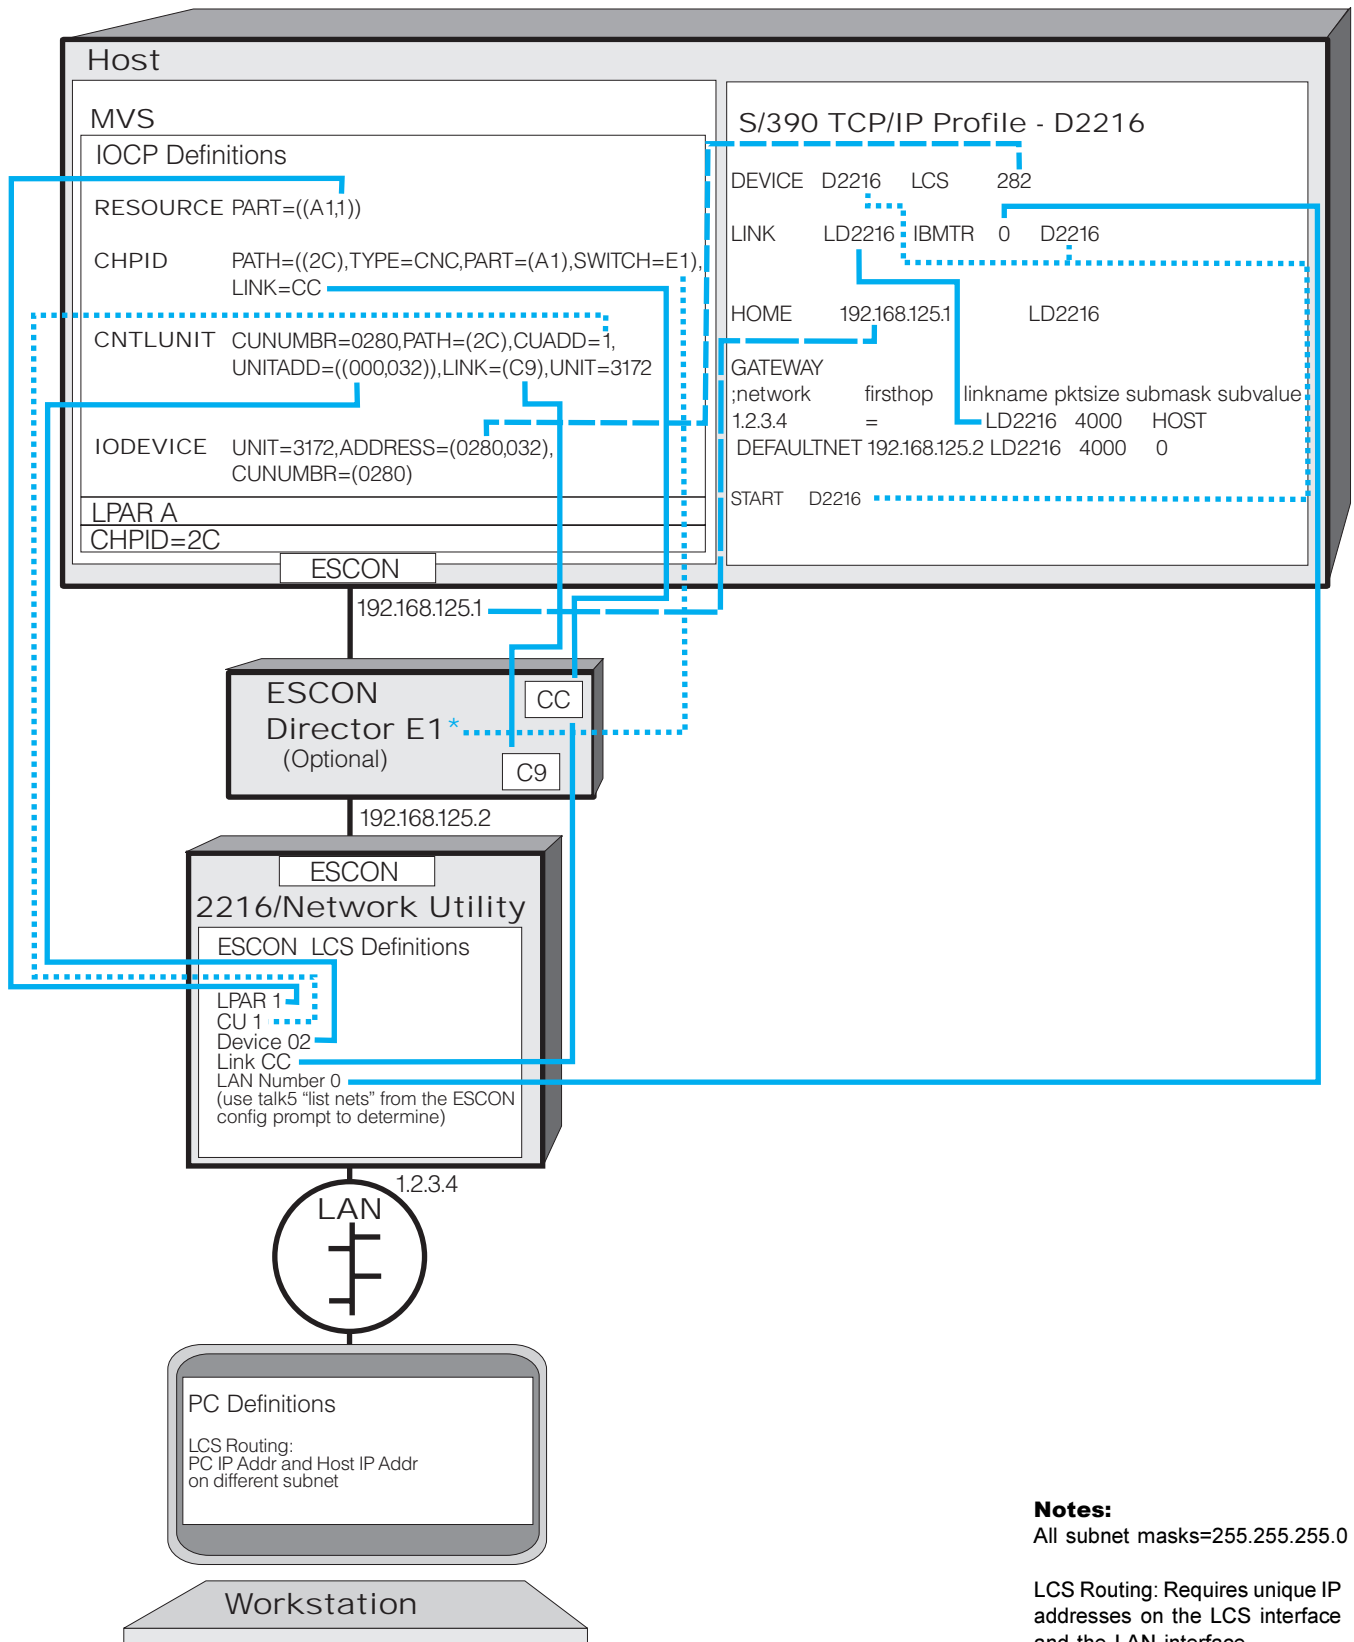 Host
MVS
IOCP Definitions
RESOURCE PART=((A1,1))
CHPID PATH=((2C),TYPE=CNC,PART=(A1),SWITCH=E1),
LINK=CC
CNTLUNIT CUNUMBR=0280,PATH=(2C),CUADD=1,
UNITADD=((000,032)),LINK=(C9),UNIT=3172
IODEVICE UNIT=3172,ADDRESS=(0280,032),
CUNUMBR=(0280)
LPAR A
CHPID=2C
ESCON
S/390 TCP/IP Profile - D2216
DEVICE D2216 LCS 282
LINK LD2216 IBMTR 0 D2216
HOME 192.168.125.1 LD2216
GATEWAY
;network firsthop linkname pktsize submask subvalue
1.2.3.4 = LD2216 4000 HOST
DEFAULTNET 192.168.125.2 LD2216 4000 0
START D2216
192.168.125.1
ESCON
Director E1*
(Optional)
CC
C9
192.168.125.2
ESCON
2216/Network Utility
ESCON LCS Definitions
LPAR 1
CU 1
Device 02
Link CC
LAN Number 0
(use talk5 "list nets" from the ESCON
config prompt to determine)
1.2.3.4
LAN
PC Definitions
LCS Routing:
PC IP Addr and Host IP Addr
on different subnet
Workstation
Notes:
All subnet masks=255.255.255.0
LCS Routing: Requires unique IP
addresses on the LCS interface
and the LAN interface